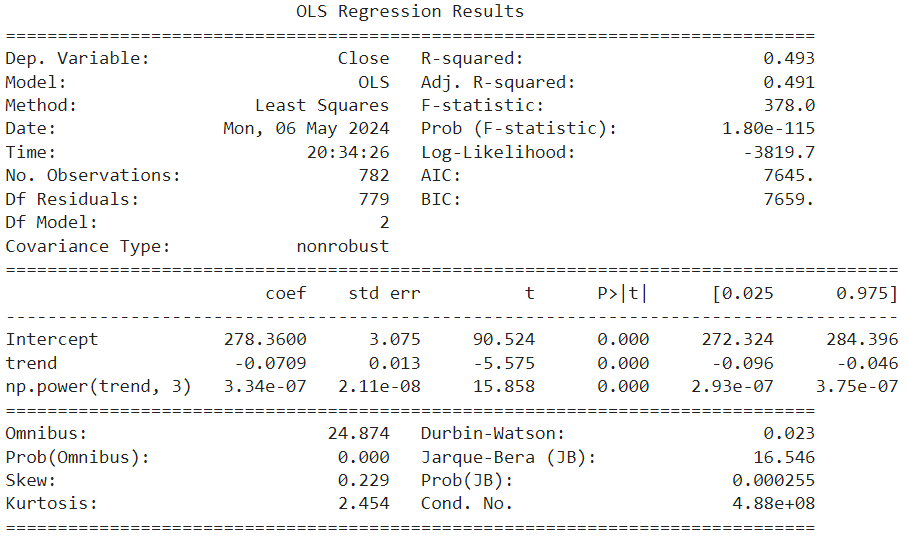 OLS Regression Results
==============================================================================
Dep. Variable:                  Close   R-squared:                       0.493
Model:                            OLS   Adj. R-squared:                  0.491
Method:                 Least Squares   F-statistic:                     378.0
Date:                Mon, 06 May 2024   Prob (F-statistic):          1.80e-115
Time:                        20:34:26   Log-Likelihood:                -3819.7
No. Observations:                 782   AIC:                             7645.
Df Residuals:                     779   BIC:                             7659.
Df Model:                           2
Covariance Type:            nonrobust
======================================================================================
                         coef    std err          t      P>|t|      [0.025      0.975]
--------------------------------------------------------------------------------------
Intercept            278.3600      3.075     90.524      0.000     272.324     284.396
trend                 -0.0709      0.013     -5.575      0.000      -0.096      -0.046
np.power(trend, 3)   3.34e-07   2.11e-08     15.858      0.000    2.93e-07    3.75e-07
==============================================================================
Omnibus:                       24.874   Durbin-Watson:                   0.023
Prob(Omnibus):                  0.000   Jarque-Bera (JB):               16.546
Skew:                           0.229   Prob(JB):                     0.000255
Kurtosis:                       2.454   Cond. No.                     4.88e+08
==============================================================================